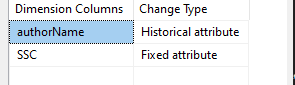 Dimension Columns Change Type
authorName Historical attribute
SSC Fixed attribute